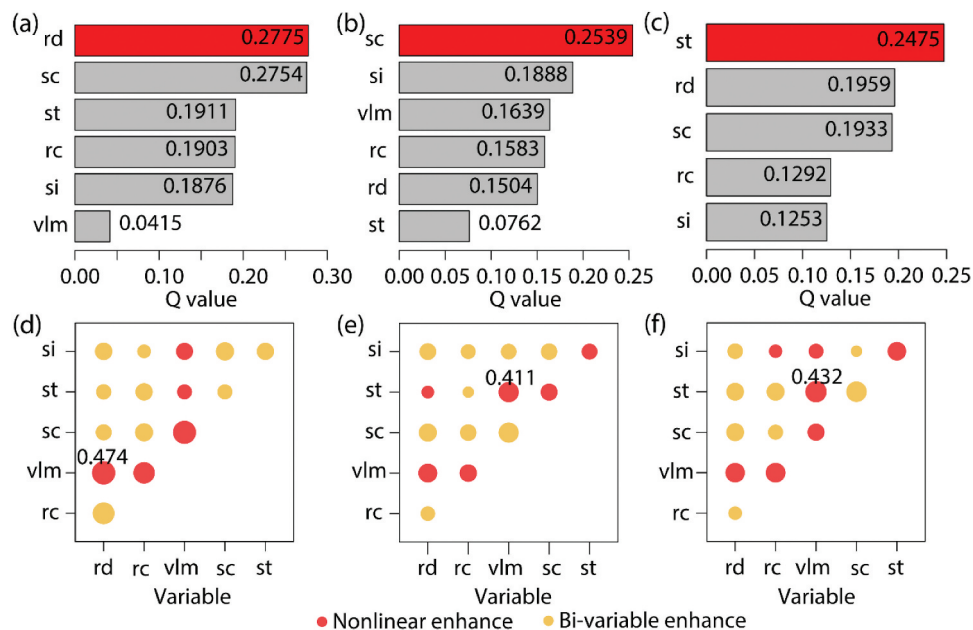 (a)
rd 0.2775
sc 0.2754
st 0.1911
rc 0.1903
si 0.1876
vlm 0.0415
0.00 0.10 0.20 0.30
Q value
(b)
sc 0.2539
si 0.1888
vlm 0.1639
rc 0.1583
rd 0.1504
st 0.0762
0.00 0.05 0.10 0.15 0.20 0.25
Q value
(c)
st 0.2475
rd 0.1959
sc 0.1933
rc 0.1292
si 0.1253
0.00 0.05 0.10 0.15 0.20 0.25
Q value
(d)
si
st
sc
0.474
vlm
rc
rd rc vlm sc st
Variable
(e)
si
0.411
st
sc
vlm
rc
rd rc vlm sc st
Variable
(f)
si
0.432
st
sc
vlm
rc
rd rc vlm sc st
Variable
Nonlinear enhance Bi-variable enhance